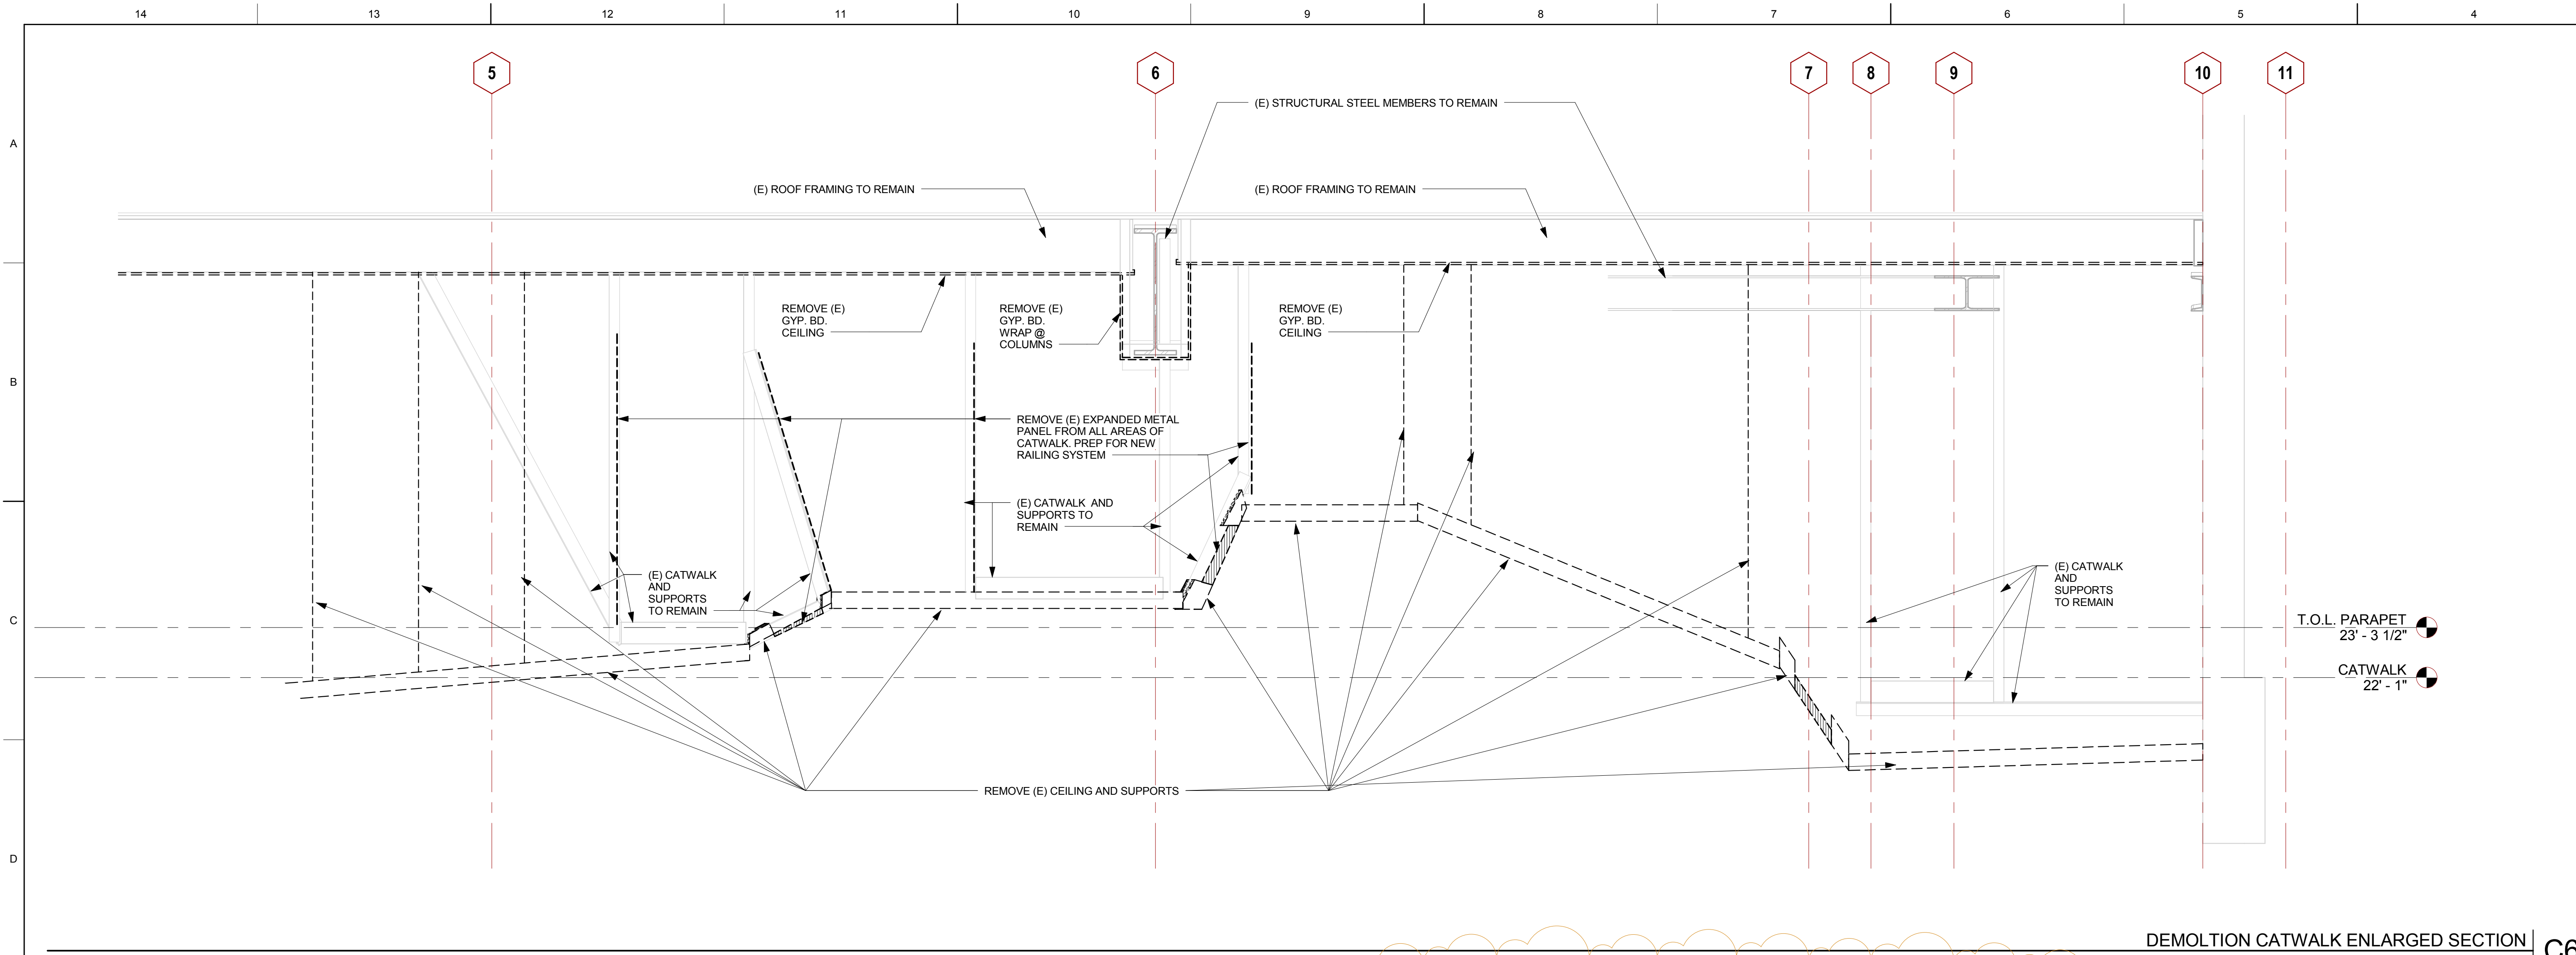 14 13 12 11 10 9 8 7 6 5 4
5 6 7 8 9 10 11
A
B
C
D
(E) STRUCTURAL STEEL MEMBERS TO REMAIN
(E) ROOF FRAMING TO REMAIN
(E) ROOF FRAMING TO REMAIN
REMOVE (E)
GYP. BD.
CEILING
REMOVE (E)
GYP. BD.
WRAP @
COLUMNS
REMOVE (E)
GYP. BD.
CEILING
REMOVE (E) EXPANDED METAL
PANEL FROM ALL AREAS OF
CATWALK. PREP FOR NEW
RAILING SYSTEM
(E) CATWALK AND
SUPPORTS TO
REMAIN
(E) CATWALK
AND
SUPPORTS
TO REMAIN
(E) CATWALK
AND
SUPPORTS
TO REMAIN
T.O.L. PARAPET
23' - 3 1/2"
CATWALK
22' - 1"
REMOVE (E) CEILING AND SUPPORTS
DEMOLTION CATWALK ENLARGED SECTION